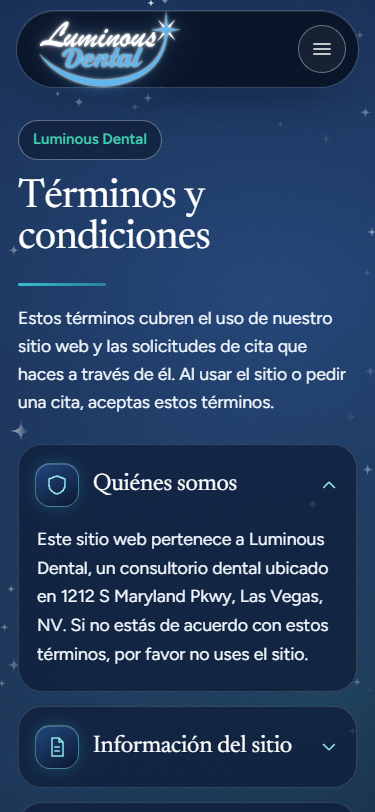 Luminous
Dental
Luminous Dental
Términos y
condiciones
Estos términos cubren el uso de nuestro
sitio web y las solicitudes de cita que
haces a través de él. Al usar el sitio o pedir
una cita, aceptas estos términos.
Quiénes somos
Este sitio web pertenece a Luminous
Dental, un consultorio dental ubicado
en 1212 S Maryland Pkwy, Las Vegas,
NV. Si no estás de acuerdo con estos
términos, por favor no uses el sitio.
Información del sitio